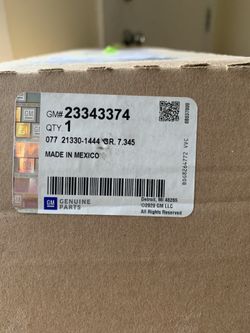 GM# 23343374
QTY. 1
077 21330-1444 GR. 7.345
MADE IN MEXICO
GM
GENUINE
PARTS
Detroit, MI 48265
©2020 GM LLC
All Rights Reserved